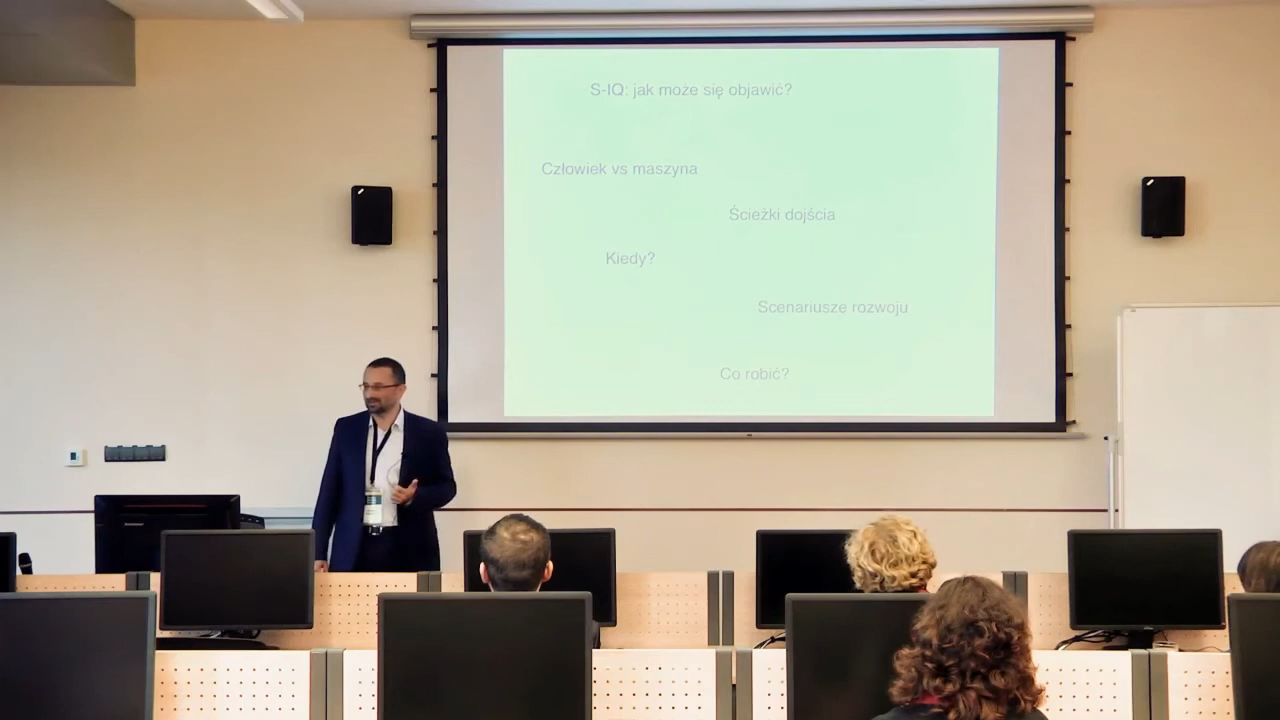 S-IQ: jak może się objawić?
Człowiek vs maszyna
Ścieżki dojścia
Kiedy?
Scenariusze rozwoju
Co robić?